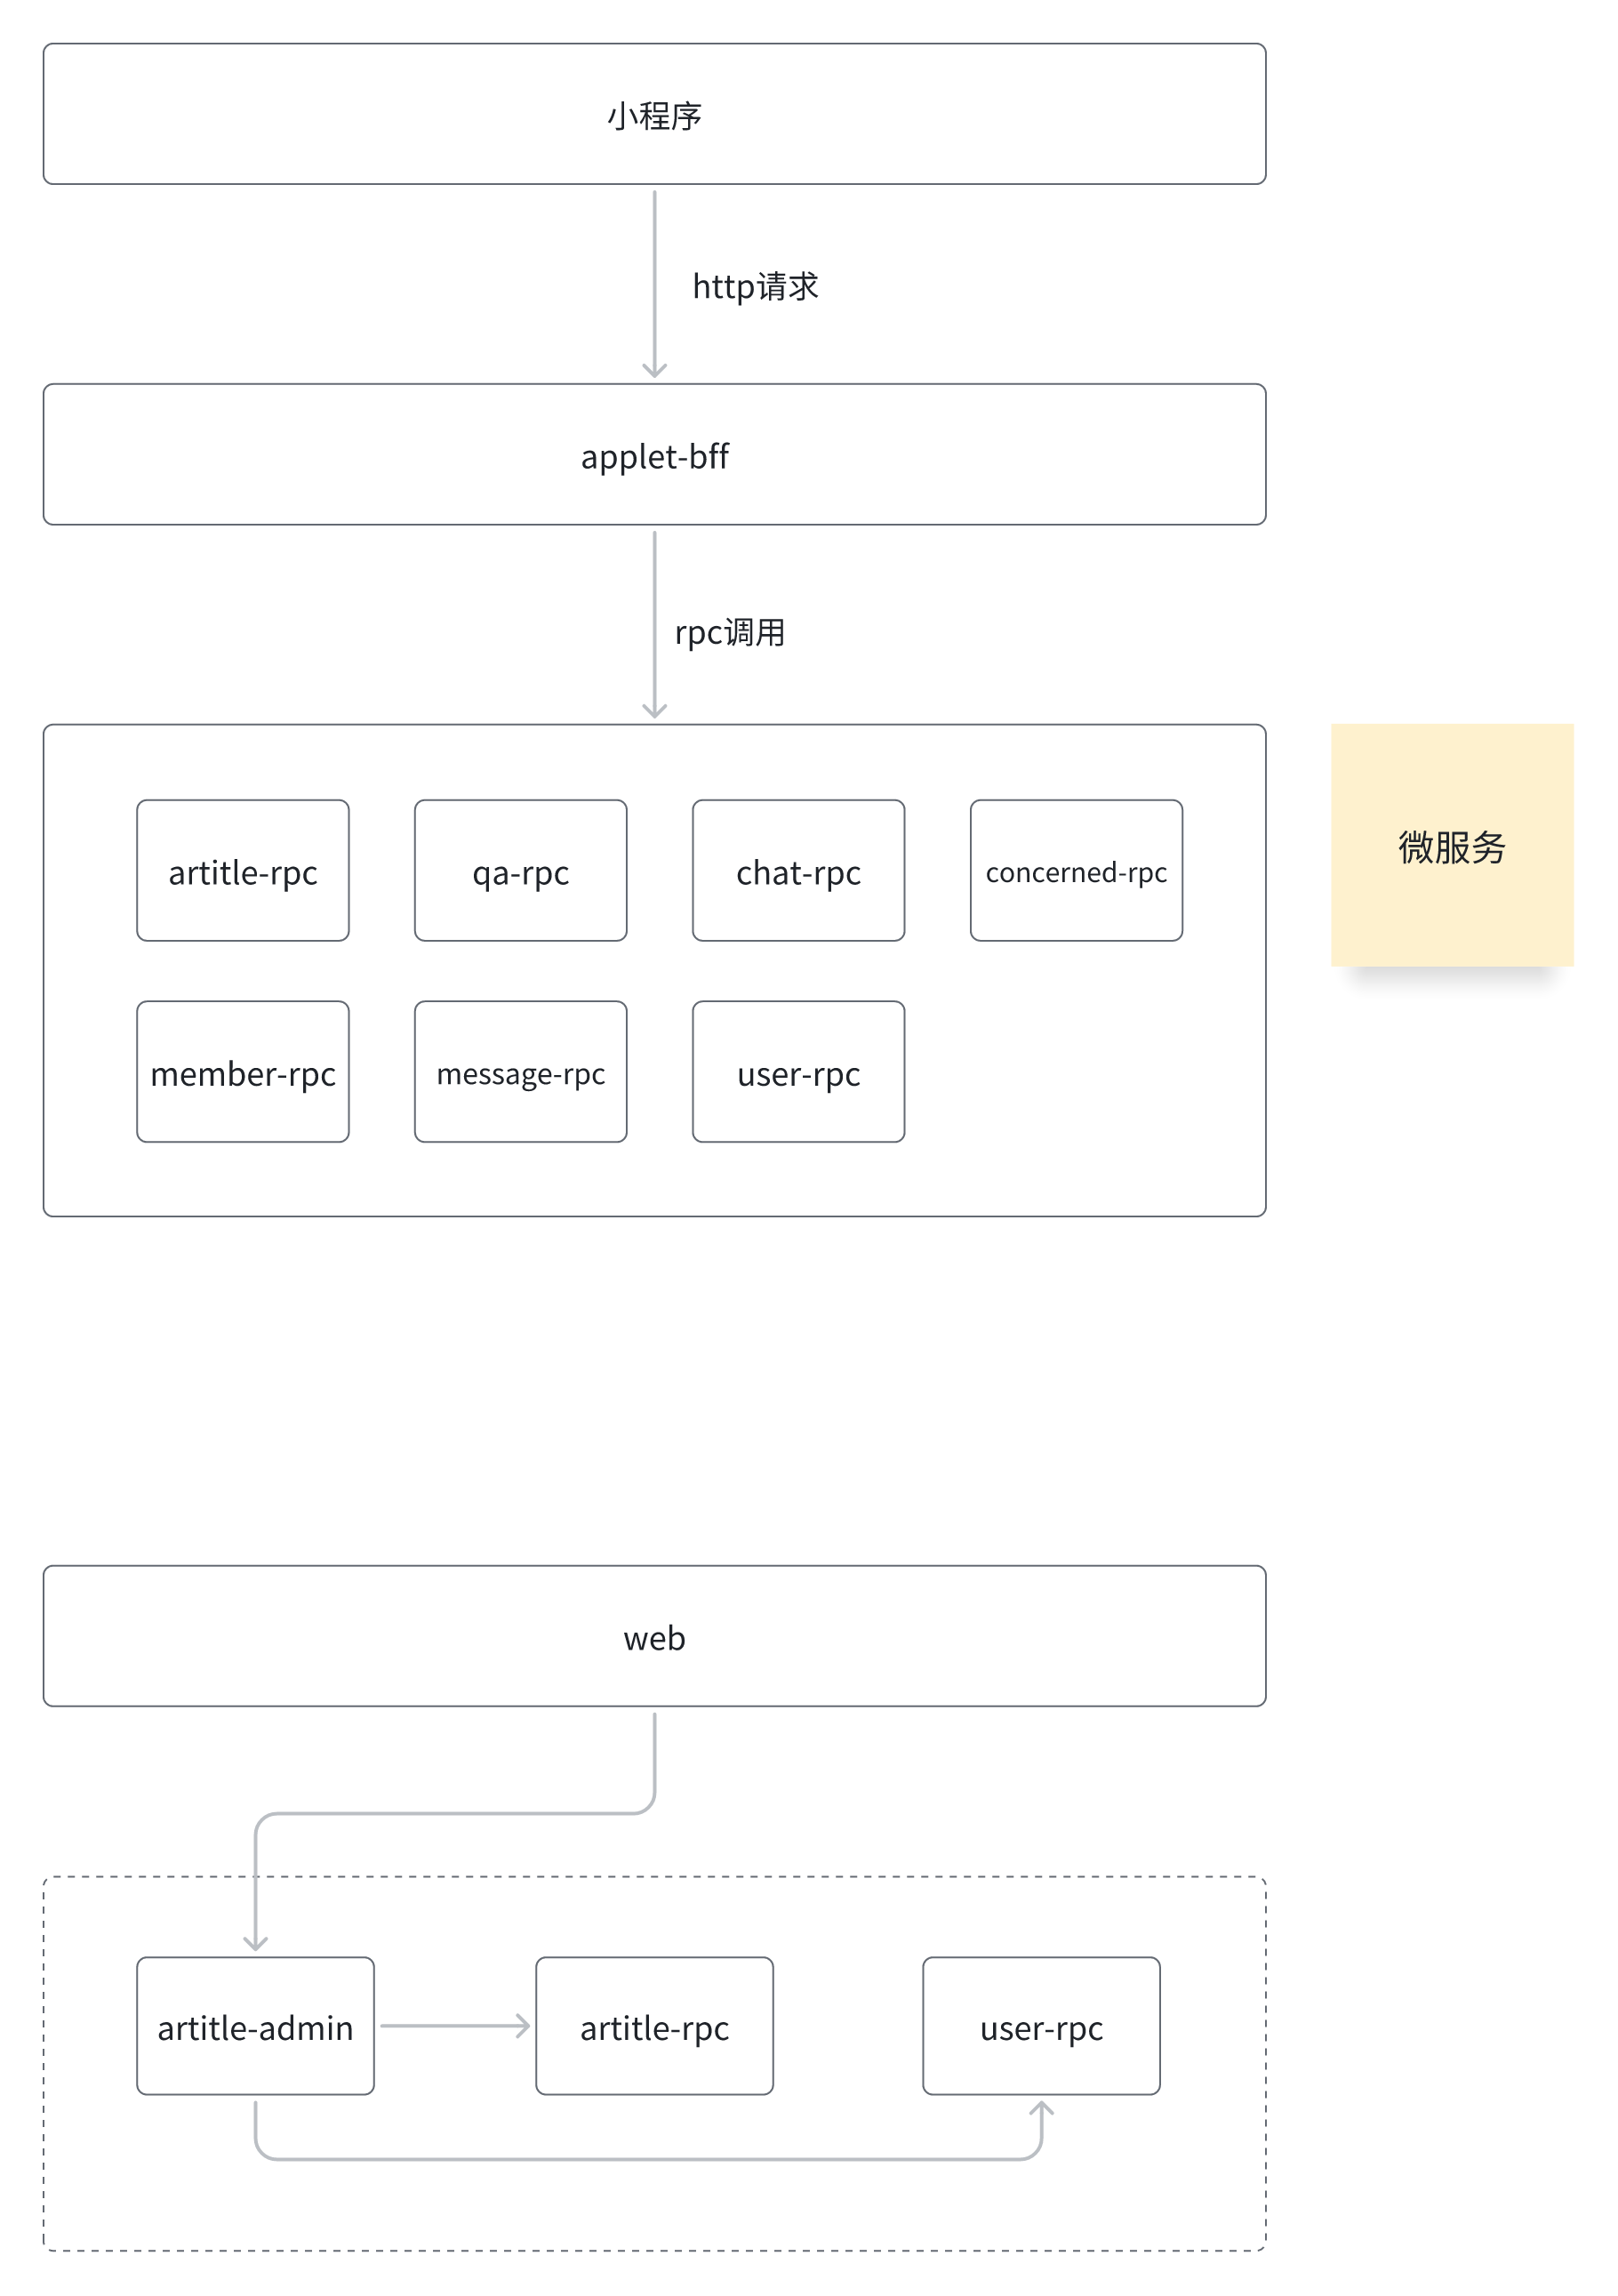 小程序
http请求
applet-bff
rpc调用
artitle-rpc
qa-rpc
chat-rpc
concerned-rpc
微服务
member-rpc
message-rpc
user-rpc
web
artitle-admin
artitle-rpc
user-rpc